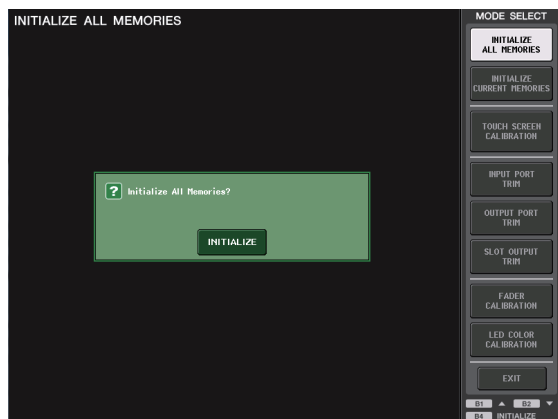 INITIALIZE ALL MEMORIES
? Initialize All Memories?
INITIALIZE
MODE SELECT
INITIALIZE
ALL MEMORIES
INITIALIZE
CURRENT MEMORIES
TOUCH SCREEN
CALIBRATION
INPUT PORT
TRIM
OUTPUT PORT
TRIM
SLOT OUTPUT
TRIM
FADER
CALIBRATION
LED COLOR
CALIBRATION
EXIT
B1 ▲ B2 ▼
B4 INITIALIZE